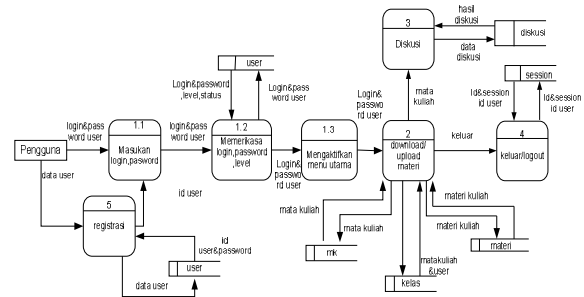 hasil
diskusi
3
Diskusi
diskusi
data
diskusi
user
session
Login&password
,level,status
Login&pass
word user
Login&
passwo
rd user
mata
kuliah
Id&session
id user
Id&session
id user
login&pass
word user
1.1
Masukan
login,pasword
login&pass
word user
1.2
Memerikasa
login,password
,level
Login&
passwo
rd user
1.3
Mengaktifkan
menu utama
2
download/
upload
materi
keluar
4
keluar/logout
Pengguna
data user
id user
5
registrasi
id
user&password
user
data user
mata kuliah
mata kuliah
mk
matakuliah
&user
kelas
materi kuliah
materi kuliah
materi